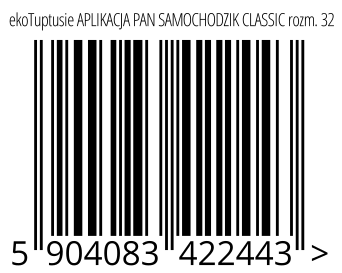 ekoTuptusie APLIKACJA PAN SAMOCHODZIK CLASSIC rozm. 32
5 904083 422443 >